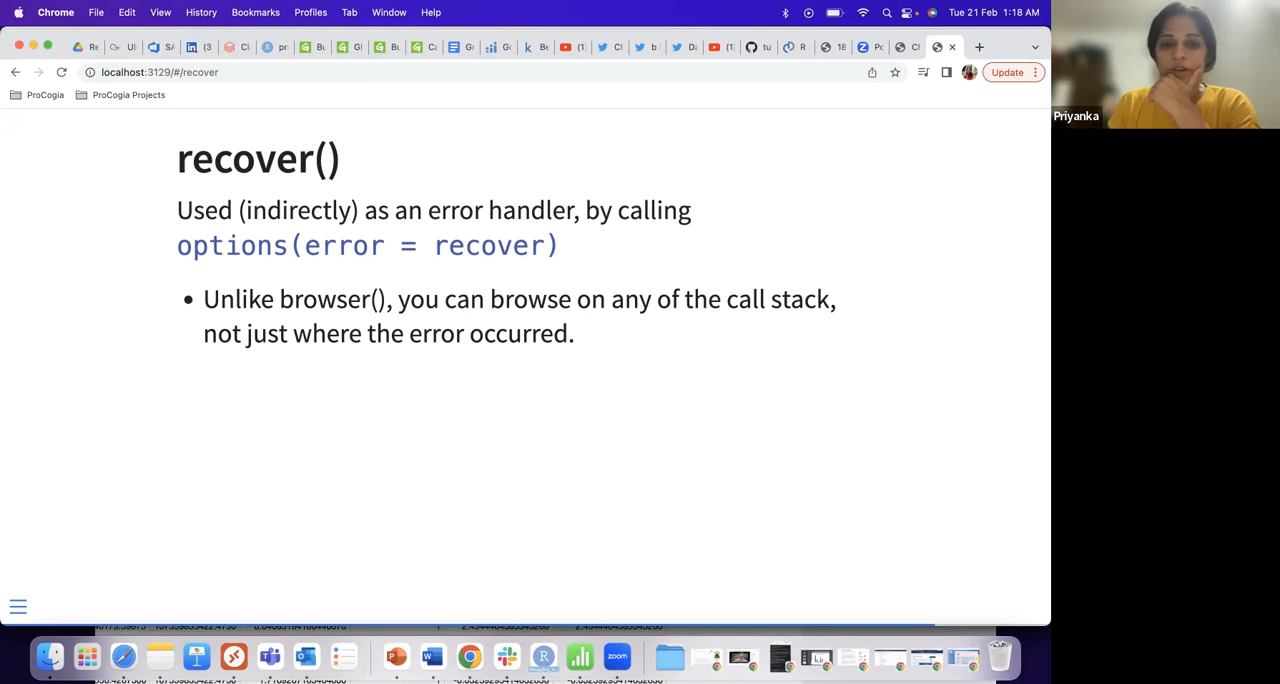 Chrome File Edit View History Bookmarks Profiles Tab Window Help Tue 21 Feb 1:18 AM
localhost:3129/#/recover
Update
ProCogia ProCogia Projects
Priyanka
recover()
Used (indirectly) as an error handler, by calling
options(error = recover)
• Unlike browser(), you can browse on any of the call stack,
not just where the error occurred.
zoom